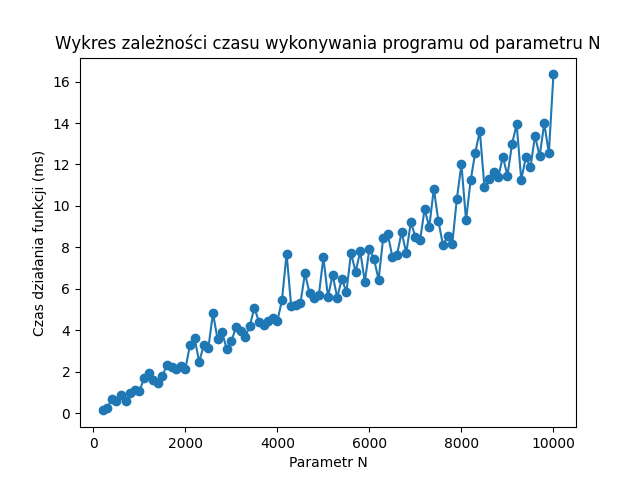 Wykres zależności czasu wykonywania programu od parametru N
Czas działania funkcji (ms)
16
14
12
10
8
6
4
2
0
0 2000 4000 6000 8000 10000
Parametr N